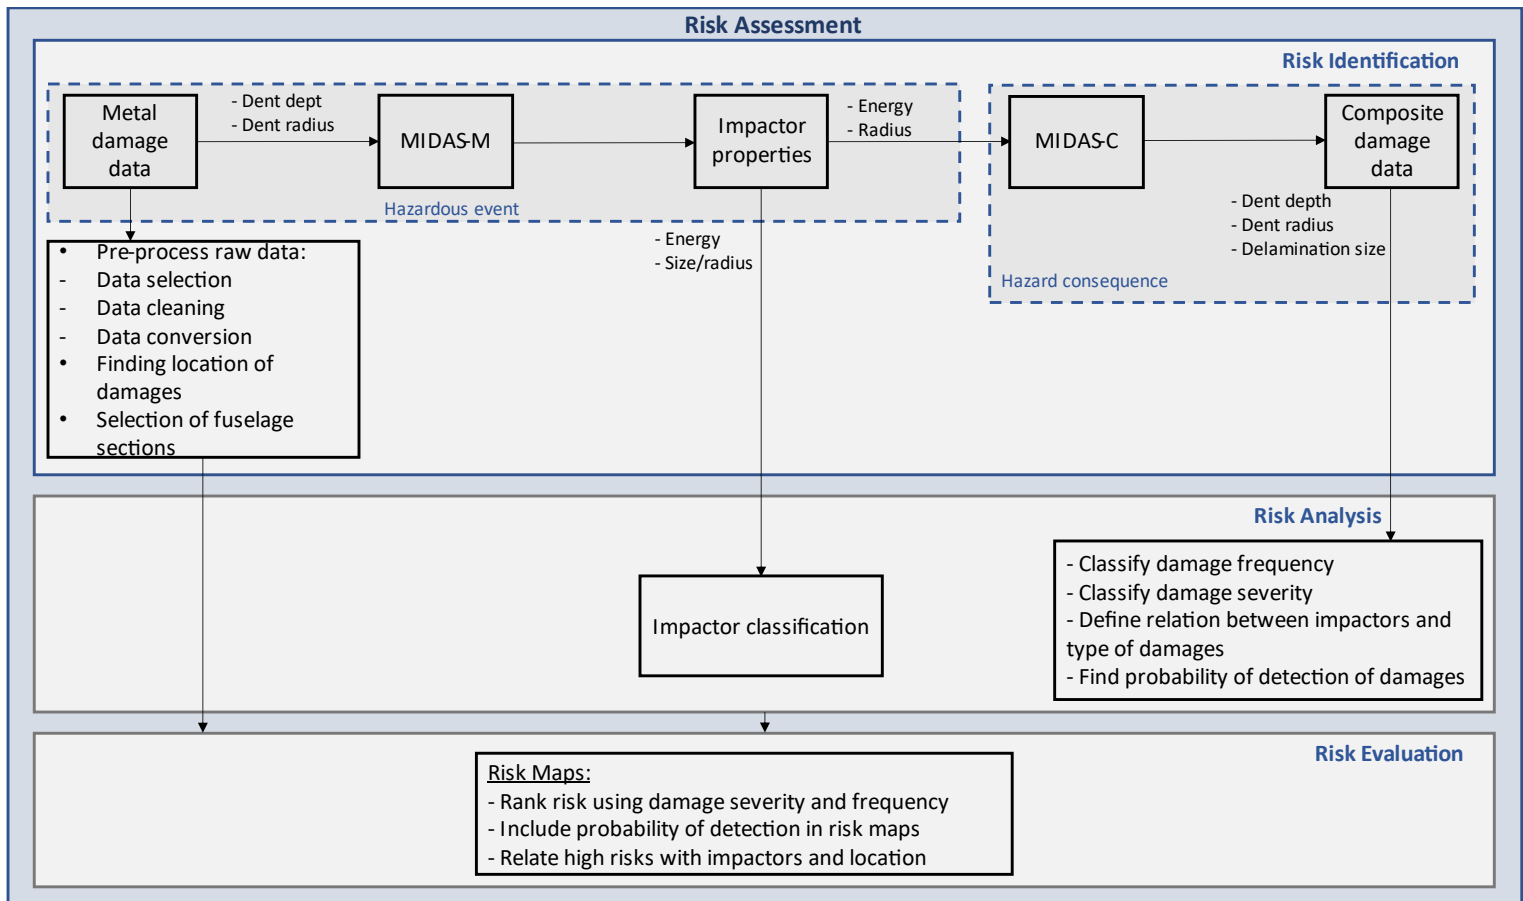 Risk Assessment
Risk Identification
Metal
damage
data
- Dent dept
- Dent radius
MIDAS-M
Impactor
properties
- Energy
- Radius
MIDAS-C
Composite
damage
data
Hazardous event
- Dent depth
- Dent radius
- Delamination size
Hazard consequence
- Energy
- Size/radius
• Pre-process raw data:
- Data selection
- Data cleaning
- Data conversion
• Finding location of
damages
• Selection of fuselage
sections
Risk Analysis
Impactor classification
- Classify damage frequency
- Classify damage severity
- Define relation between impactors and
type of damages
- Find probability of detection of damages
Risk Evaluation
Risk Maps:
- Rank risk using damage severity and frequency
- Include probability of detection in risk maps
- Relate high risks with impactors and location